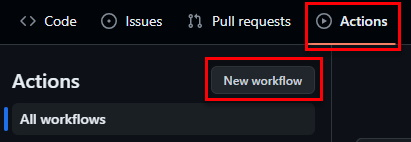 Code Issues Pull requests Actions
Actions New workflow
All workflows